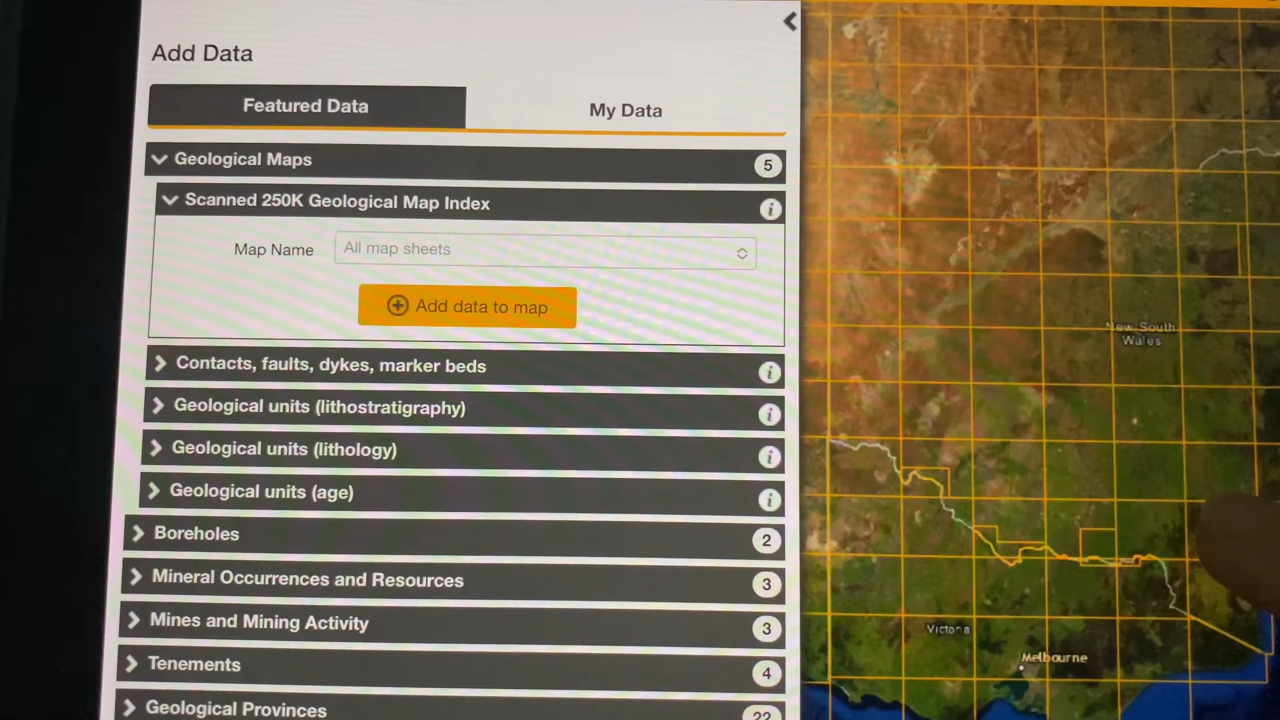 Add Data
Featured Data
My Data
Geological Maps
5
Scanned 250K Geological Map Index
i
Map Name
All map sheets
Add data to map
Contacts, faults, dykes, marker beds
i
Geological units (lithostratigraphy)
i
Geological units (lithology)
i
Geological units (age)
i
Boreholes
2
Mineral Occurrences and Resources
3
Mines and Mining Activity
3
Tenements
4
Geological Provinces
22
New South
Wales
Victoria
Melbourne